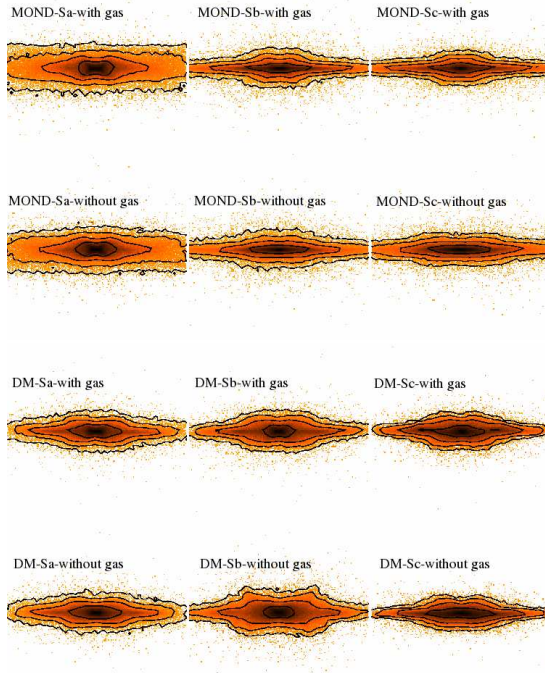 MOND-Sa-with gas
MOND-Sb-with gas
MOND-Sc-with gas
MOND-Sa-without gas
MOND-Sb-without gas
MOND-Sc-without gas
DM-Sa-with gas
DM-Sb-with gas
DM-Sc-with gas
DM-Sa-without gas
DM-Sb-without gas
DM-Sc-without gas